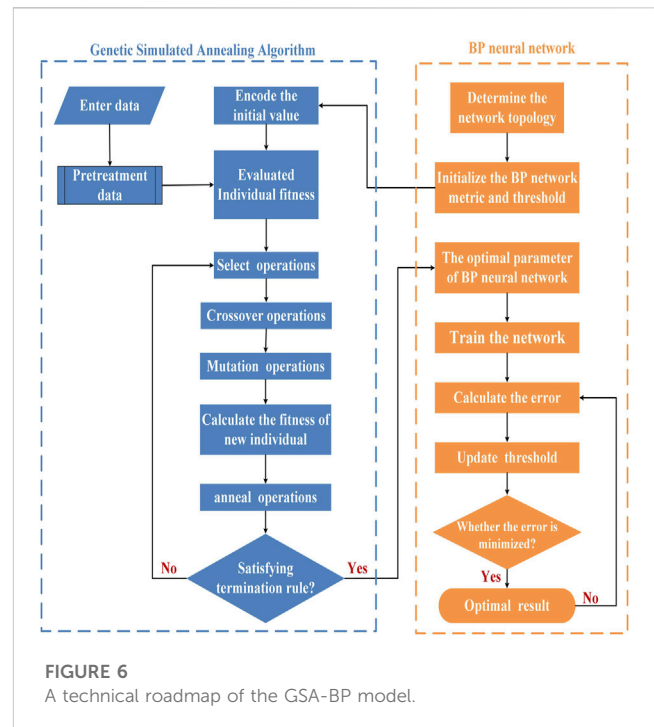 Genetic Simulated Annealing Algorithm
Enter data
Pretreatment
data
Encode the
initial value
Evaluated
Individual fitness
Select operations
Crossover operations
Mutation operations
Calculate the fitness of
new individual
anneal operations
Satisfying
termination rule?
No
Yes
BP neural network
Determine the
network topology
Initialize the BP network
metric and threshold
The optimal parameter
of BP neural network
Train the network
Calculate the error
Update threshold
Whether the error is
minimized?
Yes
No
Optimal result
FIGURE 6
A technical roadmap of the GSA-BP model.